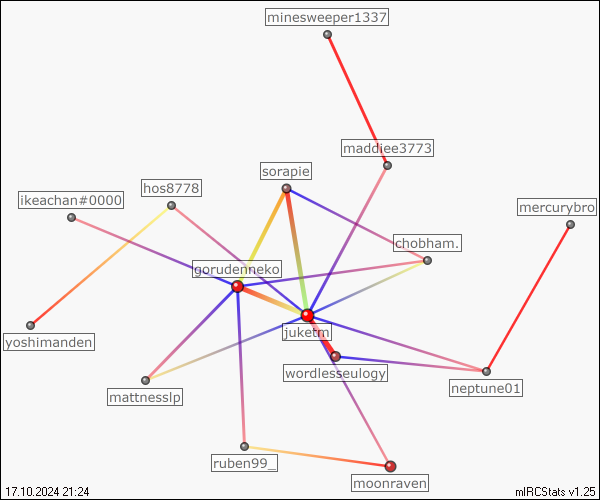 minesweeper1337
maddiee3773
sorapie
hos8778
ikeachan#0000
mercurybro
chobham.
gorudenneko
juketm
yoshimanden
wordlesseulogy
neptune01
mattnesslp
ruben99_
moonraven
17.10.2024 21:24
mIRCStats v1.25